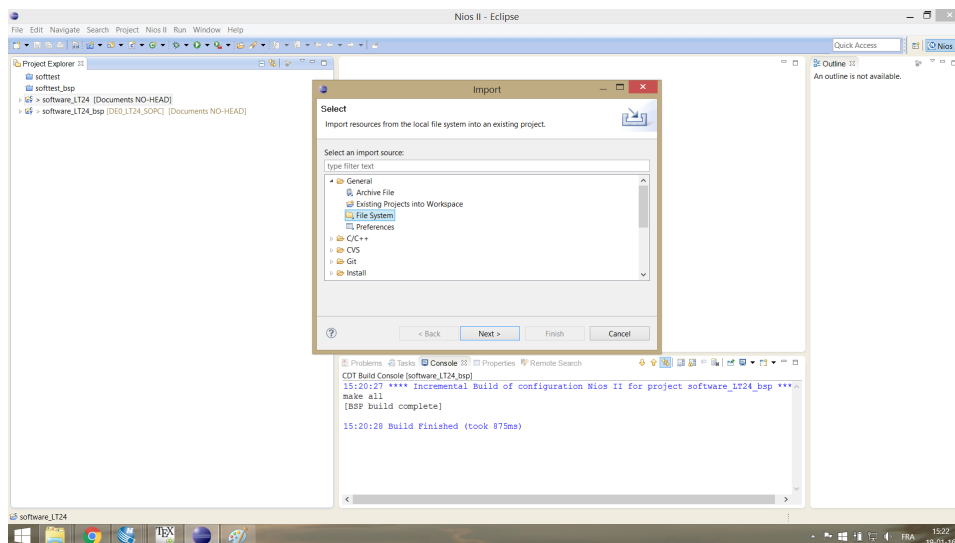 Nios II - Eclipse
File Edit Navigate Search Project Nios II Run Window Help
Quick Access
Nios
Project Explorer
softtest
softtest_bsp
> software_LT24 [Documents NO-HEAD]
> software_LT24_bsp [DE0_LT24_SOPC] [Documents NO-HEAD]
Import
Select
Import resources from the local file system into an existing project.
Select an import source:
type filter text
General
Archive File
Existing Projects into Workspace
File System
Preferences
C/C++
CVS
Git
Install
< Back Next > Finish Cancel
Outline
An outline is not available.
Problems Tasks Console Properties Remote Search
CDT Build Console [software_LT24_bsp]
15:20:27 **** Incremental Build of configuration Nios II for project software_LT24_bsp ***
make all
[BSP build complete]
15:20:28 Build Finished (took 875ms)
software_LT24
TEX
FRA
15:22
19-01-16